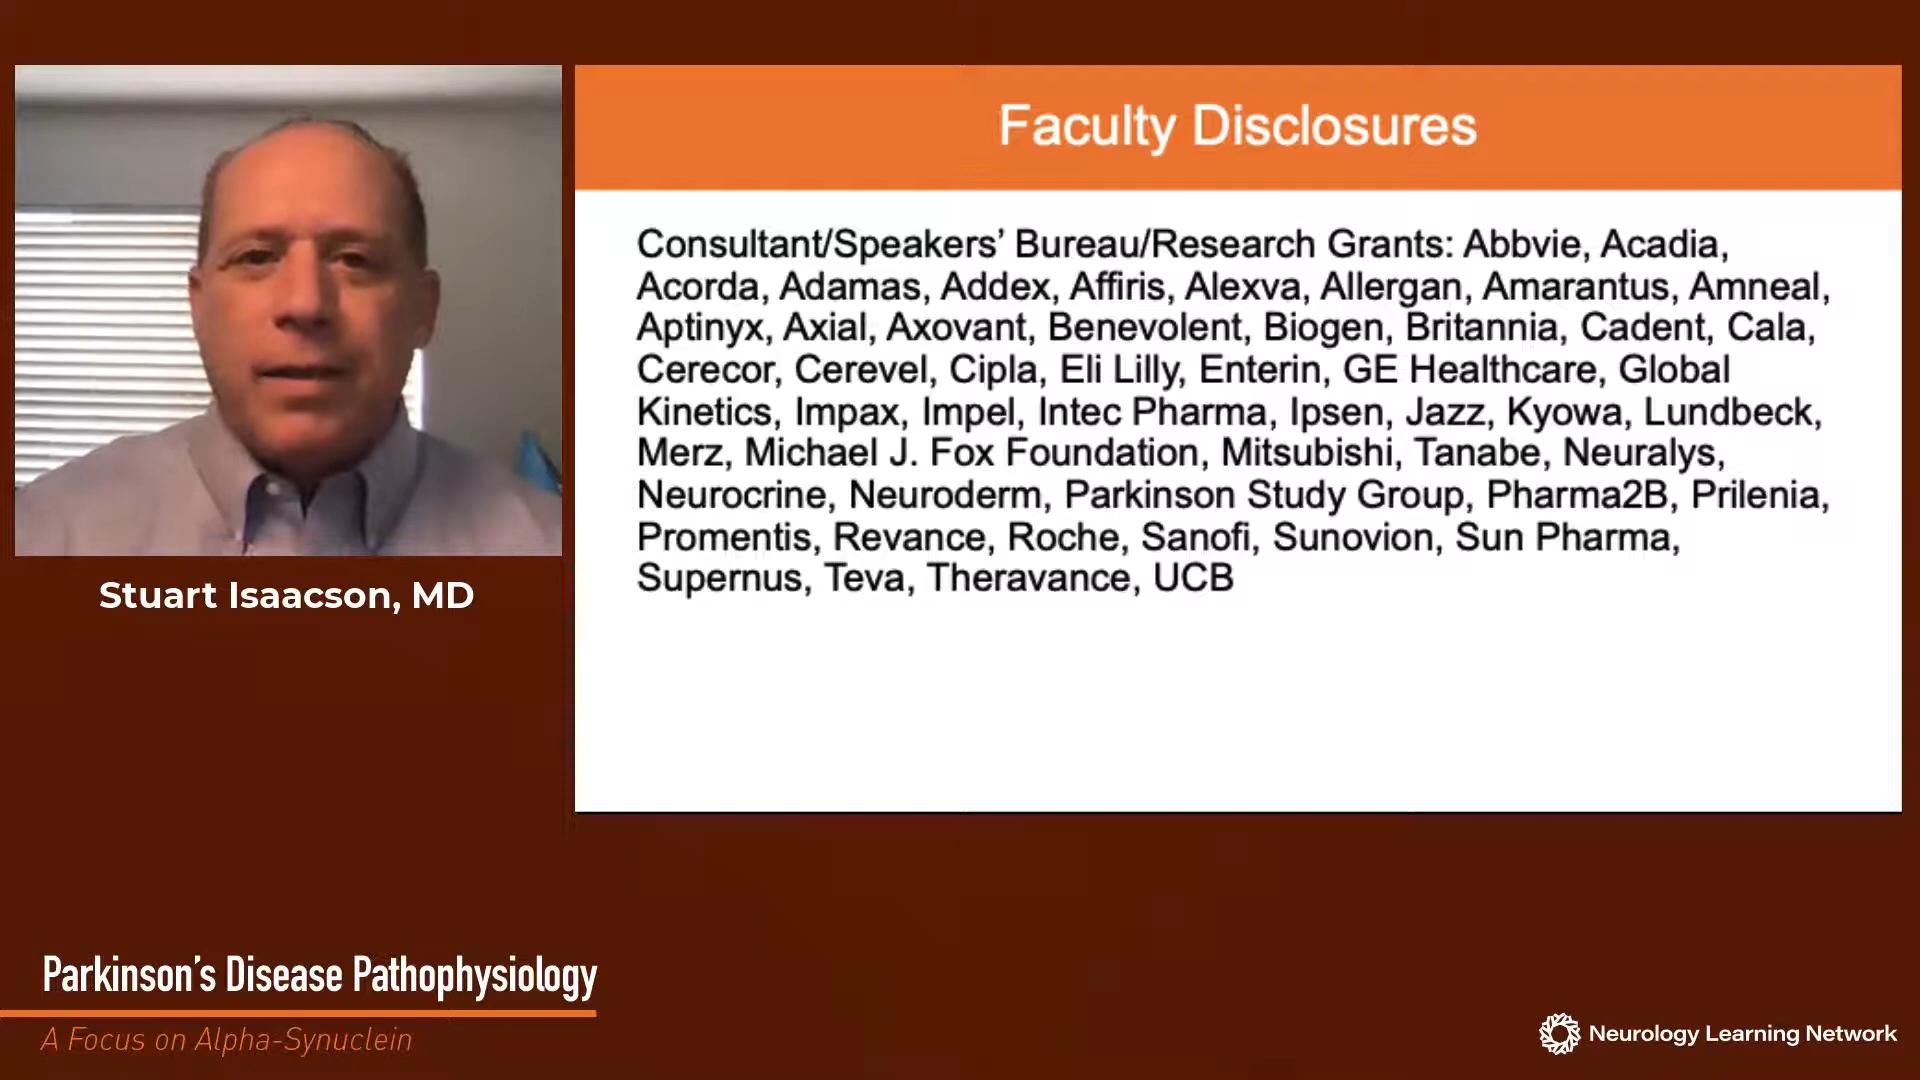 Faculty Disclosures
Consultant/Speakers’ Bureau/Research Grants: Abbvie, Acadia,
Acorda, Adamas, Addex, Affiris, Alexva, Allergan, Amarantus, Amneal,
Aptinyx, Axial, Axovant, Benevolent, Biogen, Britannia, Cadent, Cala,
Cerecor, Cerevel, Cipla, Eli Lilly, Enterin, GE Healthcare, Global
Kinetics, Impax, Impel, Intec Pharma, Ipsen, Jazz, Kyowa, Lundbeck,
Merz, Michael J. Fox Foundation, Mitsubishi, Tanabe, Neuralys,
Neurocrine, Neuroderm, Parkinson Study Group, Pharma2B, Prilenia,
Promentis, Revance, Roche, Sanofi, Sunovion, Sun Pharma,
Supernus, Teva, Theravance, UCB
Stuart Isaacson, MD
Parkinson’s Disease Pathophysiology
A Focus on Alpha-Synuclein
Neurology Learning Network